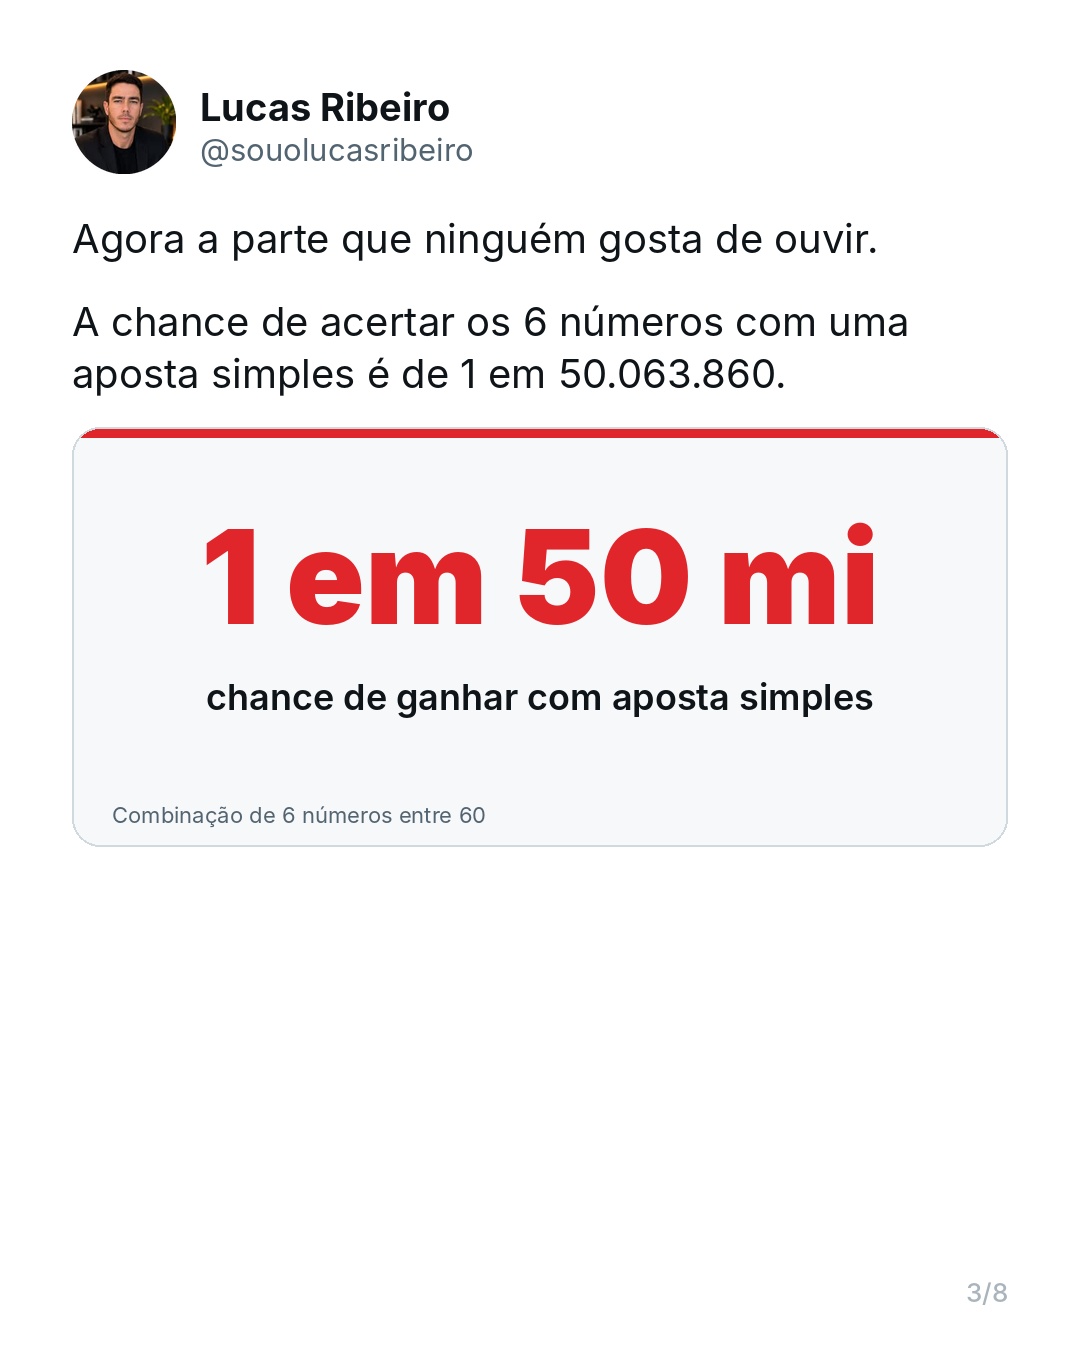 Lucas Ribeiro
@souolucasribeiro
Agora a parte que ninguém gosta de ouvir.
A chance de acertar os 6 números com uma
aposta simples é de 1 em 50.063.860.
1 em 50 mi
chance de ganhar com aposta simples
Combinação de 6 números entre 60
3/8